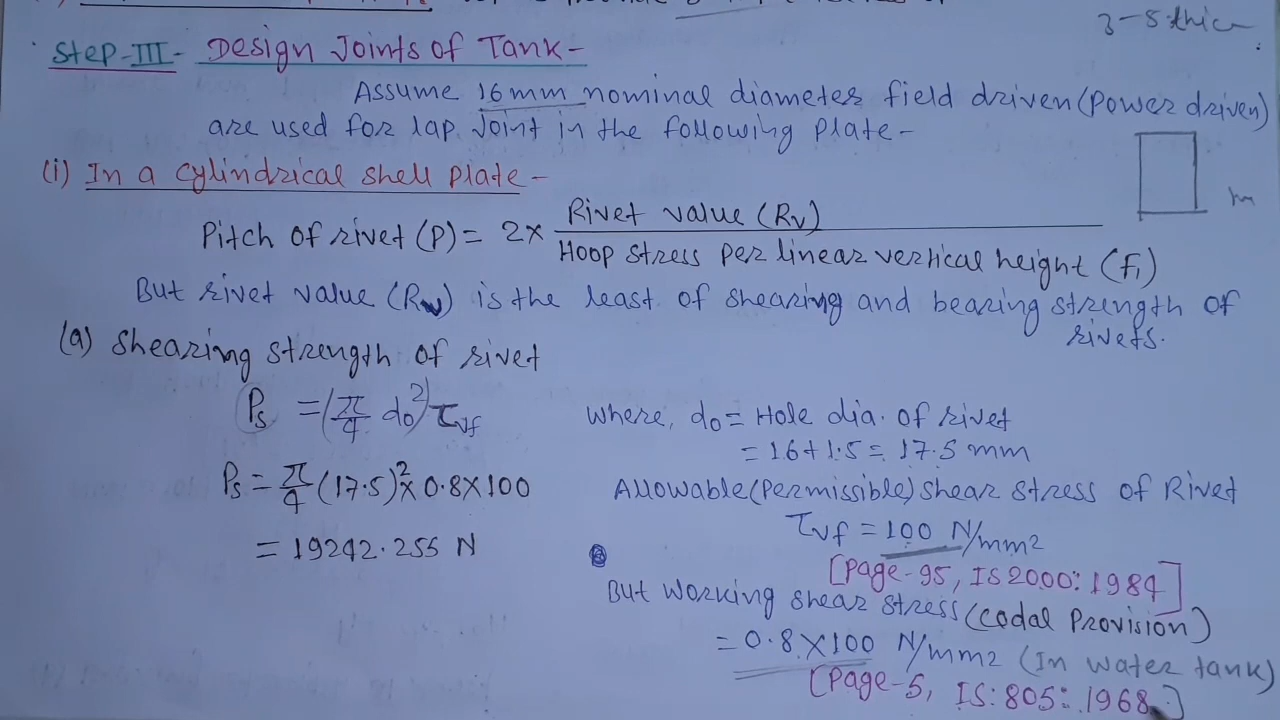 3-8 thick
Step-III- Design Joints of Tank-
Assume 16mm nominal diameter field driven (Power driven)
are used for lap Joint in the following Plate-
(i) In a cylindrical shell Plate-
Pitch of rivet (P) = 2× Rivet value (Rv)
Hoop stress per linear vertical height (F₁)
But rivet value (Rv) is the least of shearing and bearing strength of
rivets.
(a) Shearing strength of rivet
Ps = (π/4 do²) τvf
where, do = Hole dia. of rivet
= 16+1.5 = 17.5 mm
Ps = π/4 (17.5)² × 0.8×100
Allowable (Permissible) shear stress of Rivet
τvf = 100 N/mm2
= 19242.255 N
[Page-95, IS 2000: 1984]
But Working shear stress (codal Provision)
= 0.8×100 N/mm2 (In water tank)
[Page-5, IS: 805: 1968]